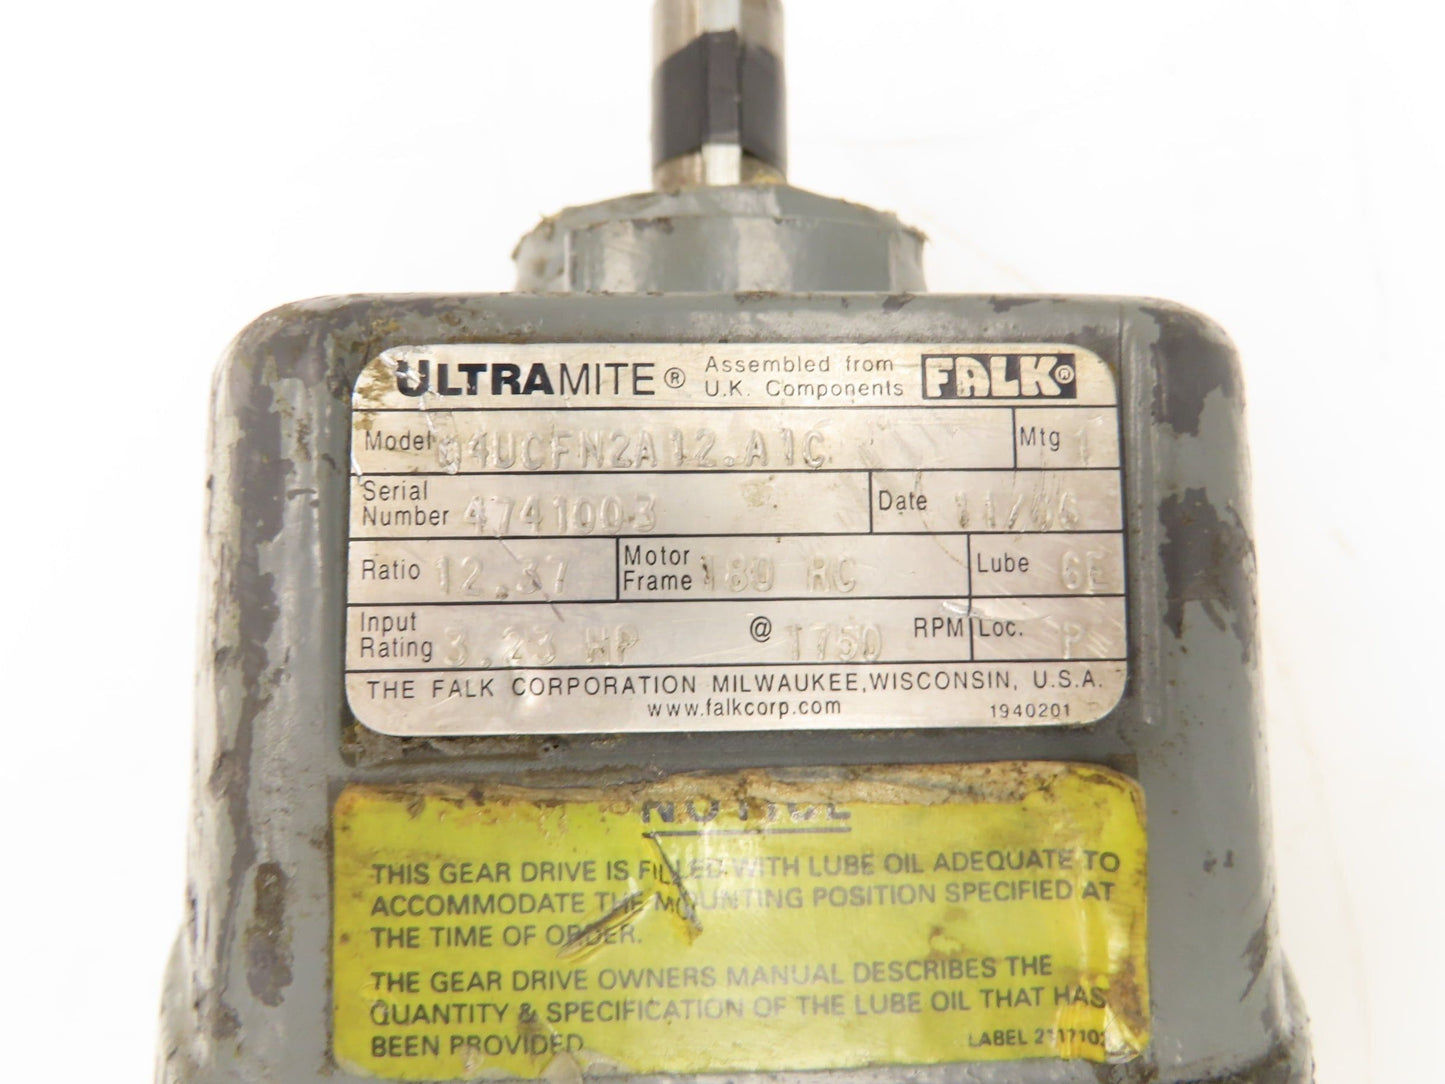 ULTRAMITE® Assembled from U.K. Components FALK®
Model 04UCFN2A12.A1C Mtg 1
Serial Number 47410003 Date 11/06
Ratio 12.37 Motor Frame 180 RC Lube 6E
Input Rating 3.23 HP @ 1750 RPM Loc. P
THE FALK CORPORATION MILWAUKEE, WISCONSIN, U.S.A.
www.falkcorp.com 1940201
NOTICE
THIS GEAR DRIVE IS FILLED WITH LUBE OIL ADEQUATE TO
ACCOMMODATE THE MOUNTING POSITION SPECIFIED AT
THE TIME OF ORDER.
THE GEAR DRIVE OWNERS MANUAL DESCRIBES THE
QUANTITY & SPECIFICATION OF THE LUBE OIL THAT HAS
BEEN PROVIDED
LABEL